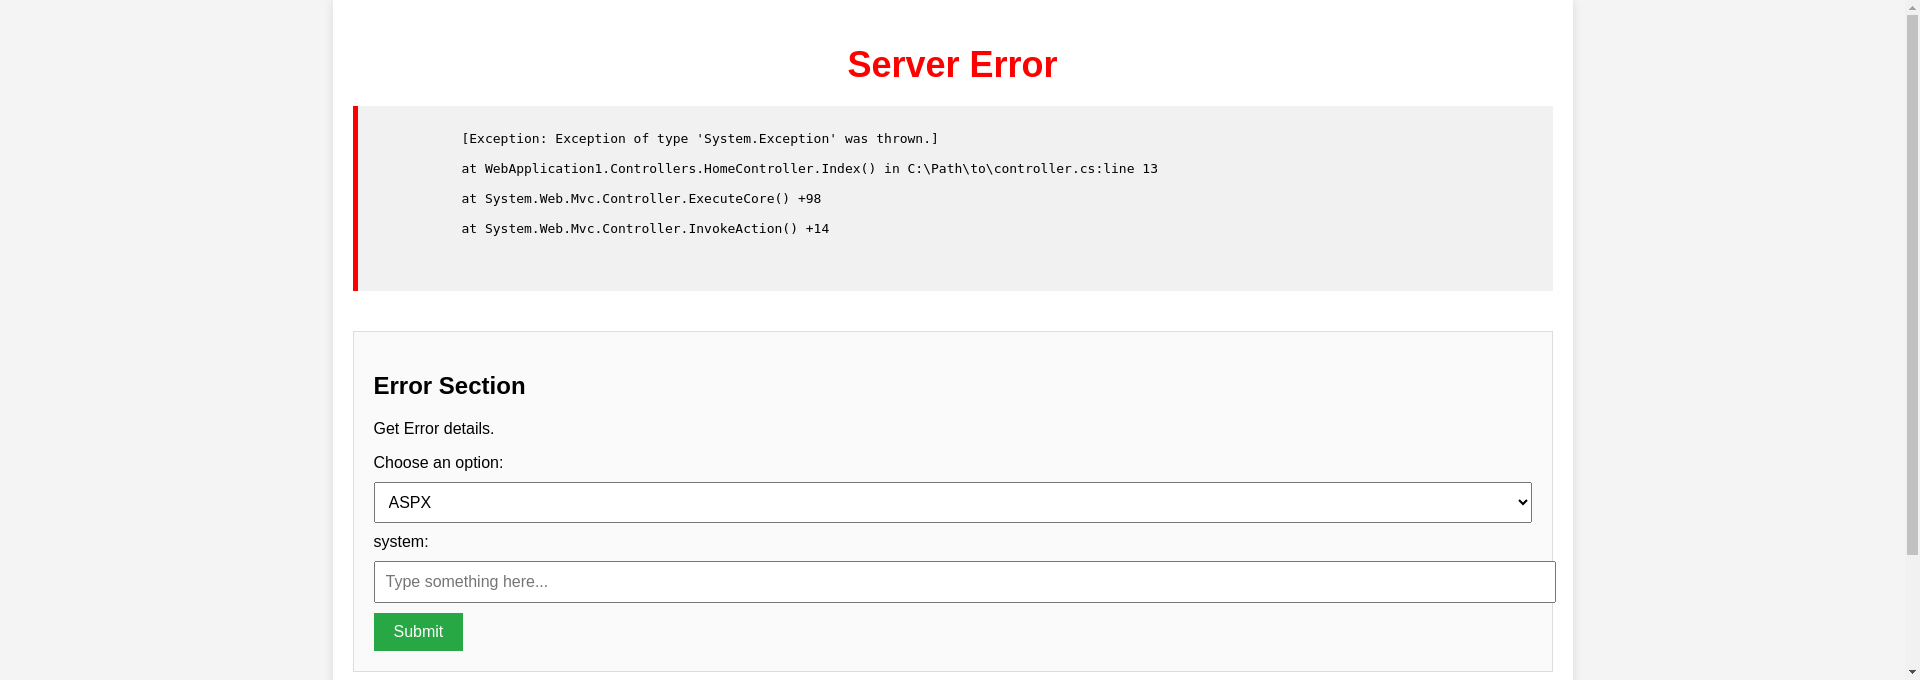 Server Error
[Exception: Exception of type 'System.Exception' was thrown.]
at WebApplication1.Controllers.HomeController.Index() in C:\Path\to\controller.cs:line 13
at System.Web.Mvc.Controller.ExecuteCore() +98
at System.Web.Mvc.Controller.InvokeAction() +14
Error Section
Get Error details.
Choose an option:
ASPX
system:
Type something here...
Submit